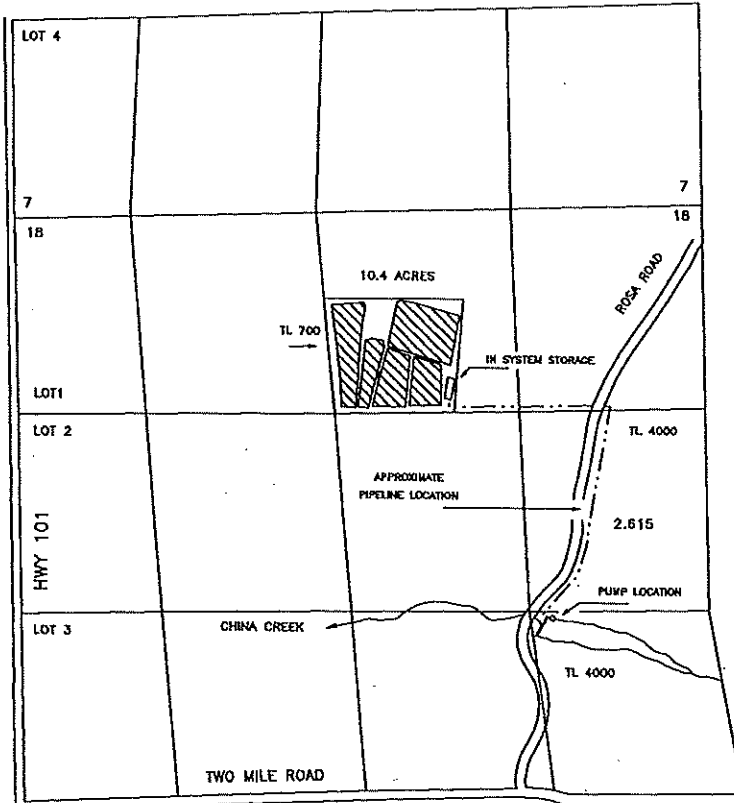 LOT 4
7
7
18
18
ROSA ROAD
10.4 ACRES
TL 700
IN SYSTEM STORAGE
LOT1
LOT 2
TL 4000
APPROXIMATE
PIPELINE LOCATION
2.615
HWY 101
PUMP LOCATION
LOT 3
CHINA CREEK
TL 4000
TWO MILE ROAD